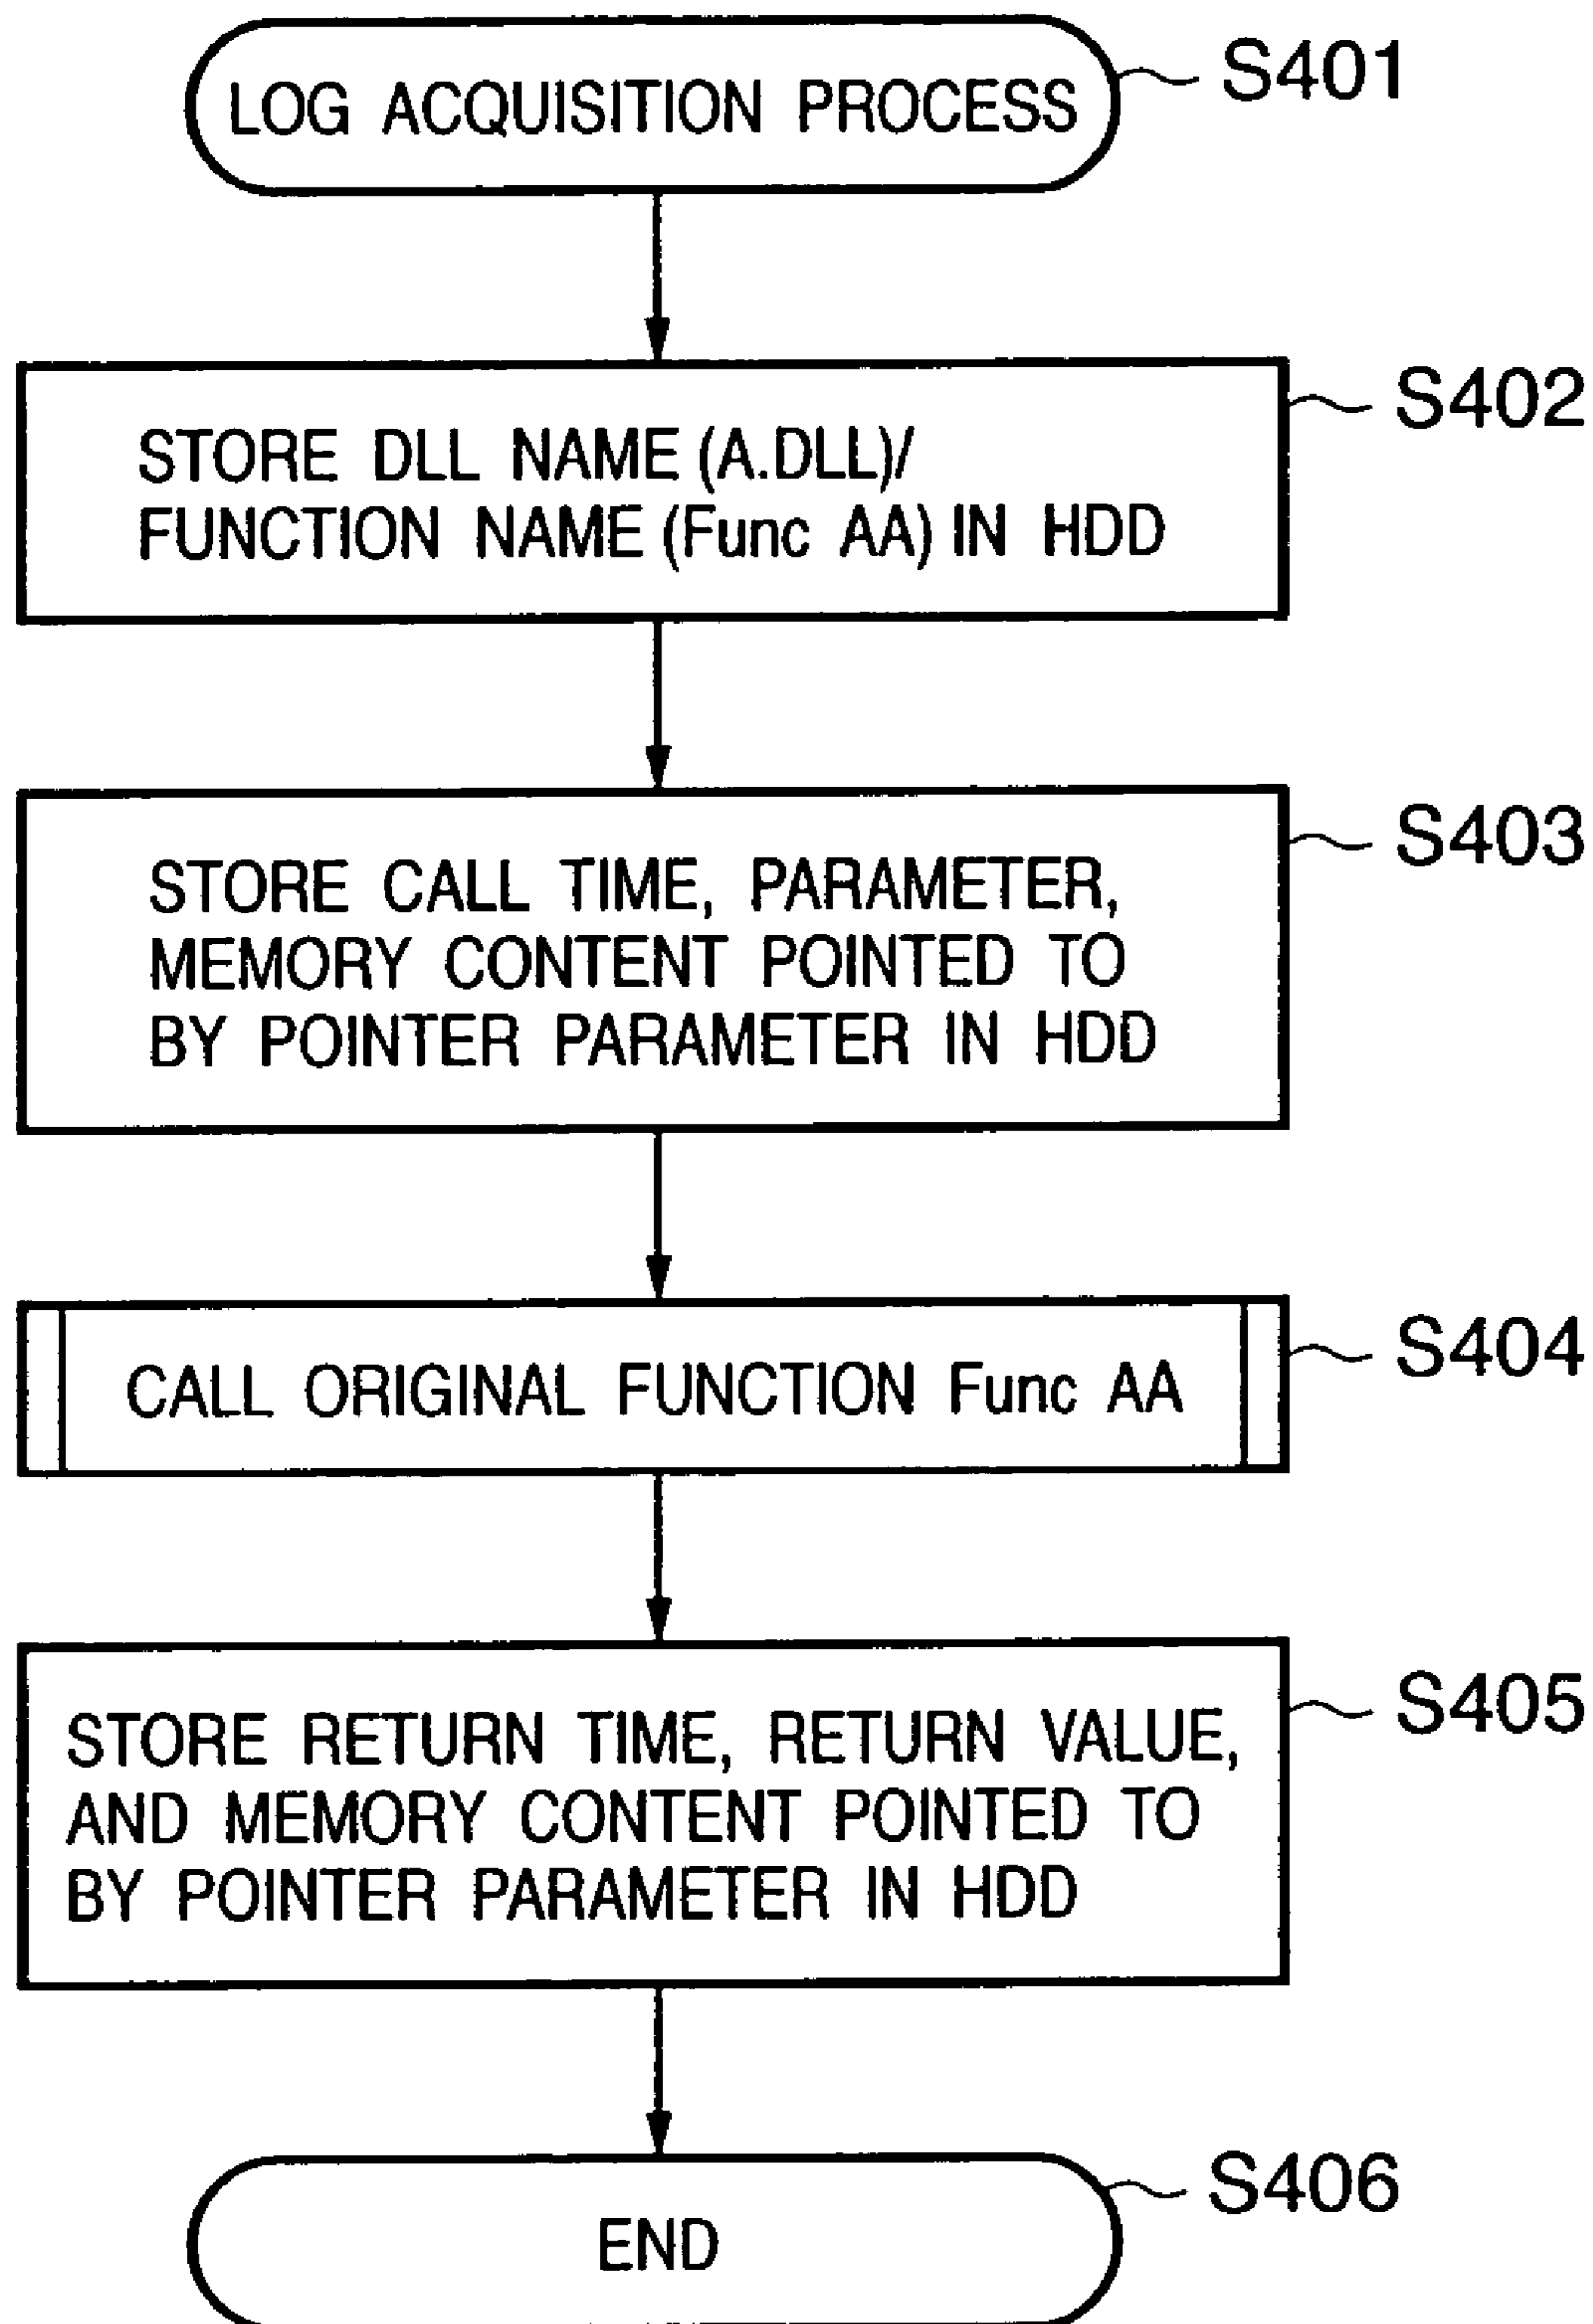 LOG ACQUISITION PROCESS
S401
STORE DLL NAME (A.DLL)/
FUNCTION NAME (Func AA) IN HDD
S402
STORE CALL TIME, PARAMETER,
MEMORY CONTENT POINTED TO
BY POINTER PARAMETER IN HDD
S403
CALL ORIGINAL FUNCTION Func AA
S404
STORE RETURN TIME, RETURN VALUE,
AND MEMORY CONTENT POINTED TO
BY POINTER PARAMETER IN HDD
S405
END
S406